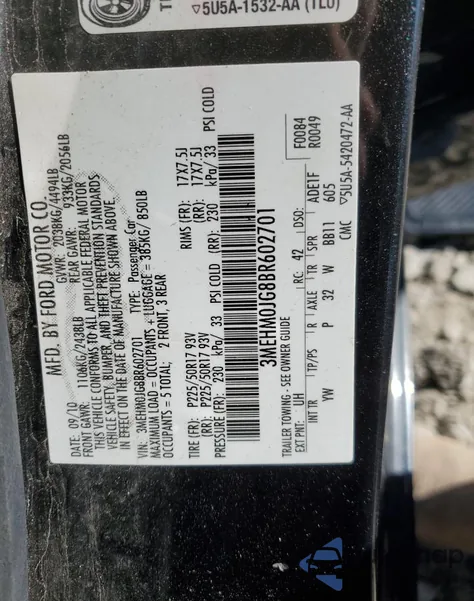 ▽5U5A-1532-AA (TLU)
MFD. BY FORD MOTOR CO.
DATE: 09/10 GVWR: 2038KG/4494LB
FRONT GAWR: 1106KG/2438LB REAR GAWR: 933KG/2056LB
THIS VEHICLE CONFORMS TO ALL APPLICABLE FEDERAL MOTOR
VEHICLE SAFETY, BUMPER, AND THEFT PREVENTION STANDARDS
IN EFFECT ON THE DATE OF MANUFACTURE SHOWN ABOVE.
VIN: 3MEHM0JG8BR602701 TYPE: Passenger Car
MAXIMUM LOAD = OCCUPANTS + LUGGAGE = 385KG/ 850LB
OCCUPANTS = 5 TOTAL; 2 FRONT, 3 REAR
TIRE (FR): P225/50R17 93V RIMS (FR): 17X7.5J
(RR): P225/50R17 93V (RR): 17X7.5J
PRESSURE (FR): 230 kPa/ 33 PSI COLD (RR): 230 kPa/ 33 PSI COLD
3MEHM0JG8BR602701
F0084
R0049
TRAILER TOWING - SEE OWNER GUIDE
EXT PNT: UH RC: 42 DSO: ADE1F
INT TR TP/PS R AXLE TR SPR 605
YW P 32 W BB11
CMC ▽5U5A-5420472-AA